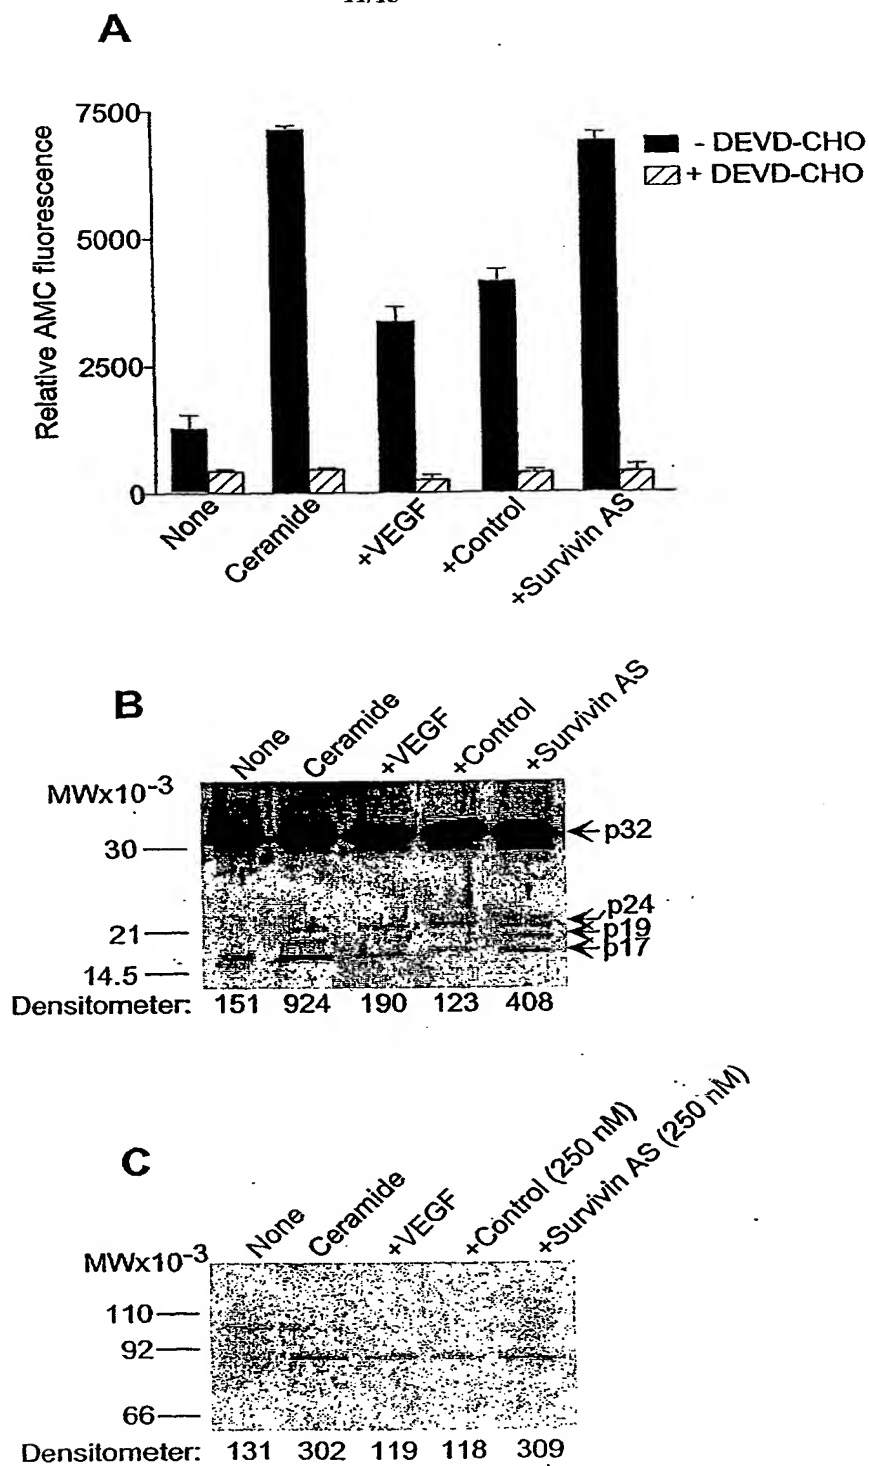 A
7500
5000
2500
0
Relative AMC fluorescence
- DEVD-CHO
+ DEVD-CHO
None
Ceramide
+VEGF
+Control
+Survivin AS
B
None
Ceramide
+VEGF
+Control
+Survivin AS
MWx10-3
30
21
14.5
p32
p24
p19
p17
Densitometer: 151 924 190 123 408
C
None
Ceramide
+VEGF
+Control (250 nM)
+Survivin AS (250 nM)
MWx10-3
110
92
66
Densitometer: 131 302 119 118 309